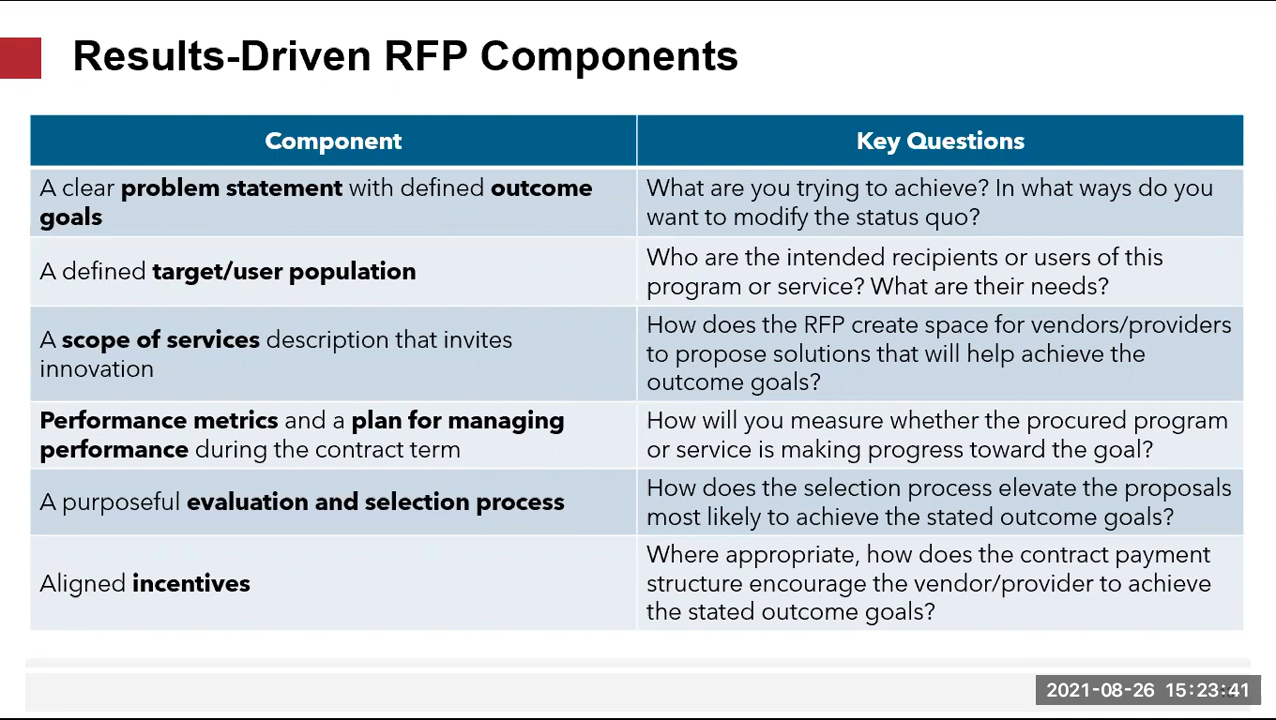 Results-Driven RFP Components
Component
Key Questions
A clear problem statement with defined outcome
goals
What are you trying to achieve? In what ways do you
want to modify the status quo?
A defined target/user population
Who are the intended recipients or users of this
program or service? What are their needs?
A scope of services description that invites
innovation
How does the RFP create space for vendors/providers
to propose solutions that will help achieve the
outcome goals?
Performance metrics and a plan for managing
performance during the contract term
How will you measure whether the procured program
or service is making progress toward the goal?
A purposeful evaluation and selection process
How does the selection process elevate the proposals
most likely to achieve the stated outcome goals?
Aligned incentives
Where appropriate, how does the contract payment
structure encourage the vendor/provider to achieve
the stated outcome goals?
2021-08-26 15:23:41